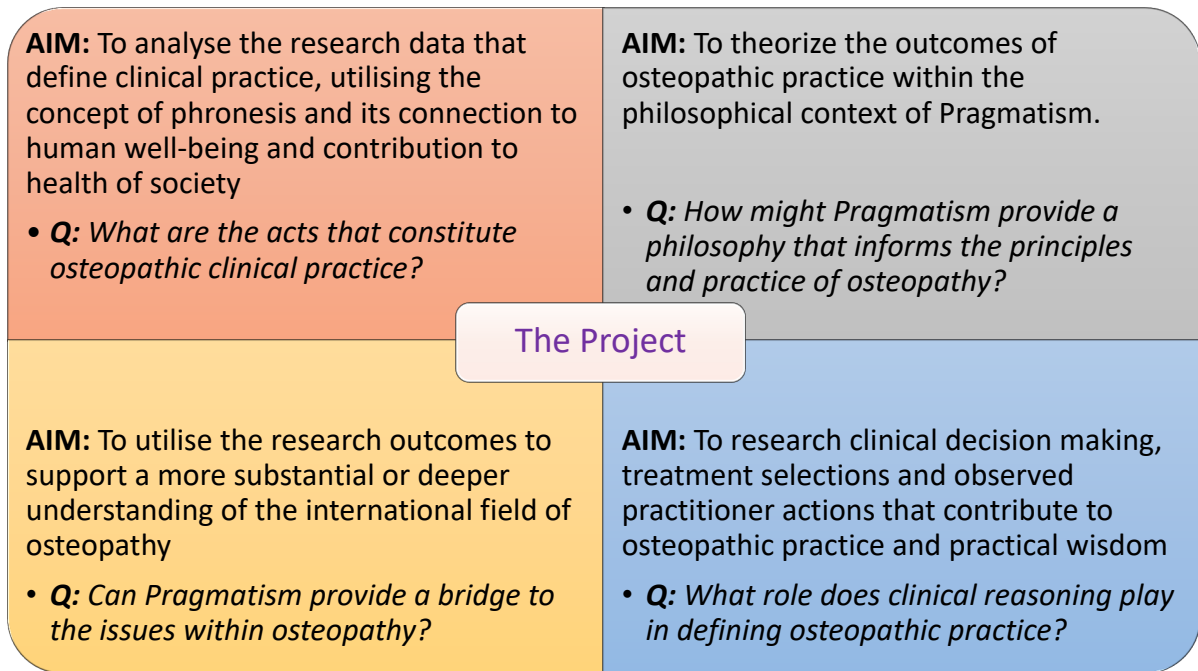 AIM: To analyse the research data that
define clinical practice, utilising the
concept of phronesis and its connection to
human well-being and contribution to
health of society
• Q: What are the acts that constitute
osteopathic clinical practice?
AIM: To theorize the outcomes of
osteopathic practice within the
philosophical context of Pragmatism.
• Q: How might Pragmatism provide a
philosophy that informs the principles
and practice of osteopathy?
The Project
AIM: To utilise the research outcomes to
support a more substantial or deeper
understanding of the international field of
osteopathy
• Q: Can Pragmatism provide a bridge to
the issues within osteopathy?
AIM: To research clinical decision making,
treatment selections and observed
practitioner actions that contribute to
osteopathic practice and practical wisdom
• Q: What role does clinical reasoning play
in defining osteopathic practice?